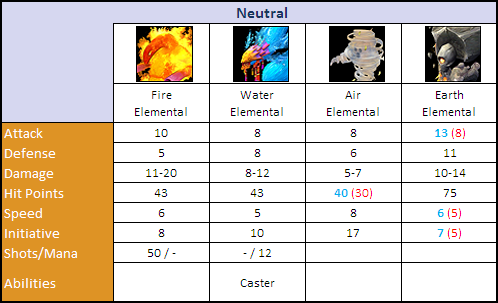 Neutral
Fire Elemental Water Elemental Air Elemental Earth Elemental
Attack 10 8 8 13 (8)
Defense 5 8 6 11
Damage 11-20 8-12 5-7 10-14
Hit Points 43 43 40 (30) 75
Speed 6 5 8 6 (5)
Initiative 8 10 17 7 (5)
Shots/Mana 50 / - - / 12
Abilities Caster